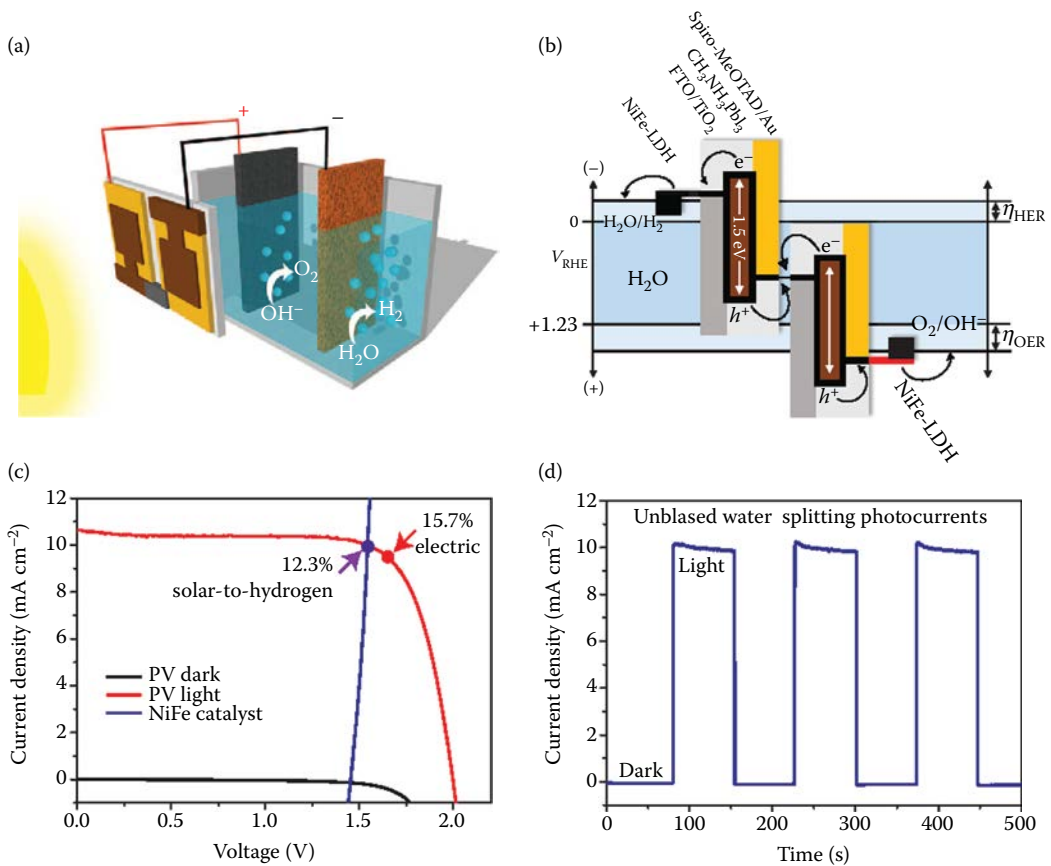 (a)
+
−
O₂
OH⁻
H₂
H₂O
(b)
Spiro-MeOTAD/Au
CH₃NH₃PbI₃
FTO/TiO₂
NiFe-LDH
(−)
e⁻
η_HER
0
H₂O/H₂
1.5 eV
V_RHE
e⁻
H₂O
h⁺
O₂/OH⁻
+1.23
η_OER
(+)
h⁺
NiFe-LDH
(c)
12
10
8
6
4
2
0
Current density (mA cm⁻²)
15.7%
electric
12.3%
solar-to-hydrogen
PV dark
PV light
NiFe catalyst
0.0
0.5
1.0
1.5
2.0
Voltage (V)
(d)
12
10
8
6
4
2
0
Current density (mA cm⁻²)
Unblased water splitting photocurrents
Light
Dark
0
100
200
300
400
500
Time (s)